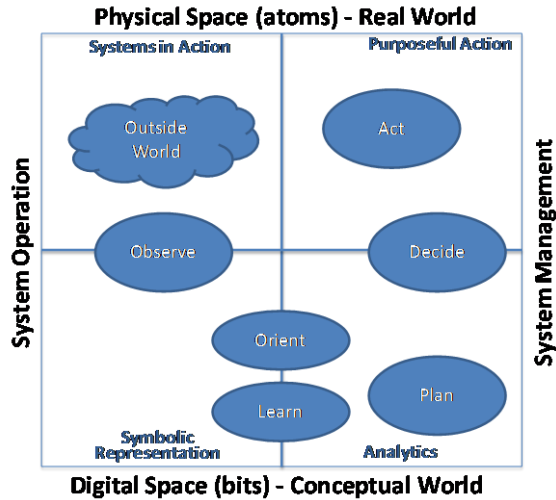 Physical Space (atoms) - Real World
Systems in Action
Purposeful Action
Outside
World
Act
System Operation
System Management
Observe
Decide
Orient
Learn
Plan
Symbolic
Representation
Analytics
Digital Space (bits) - Conceptual World